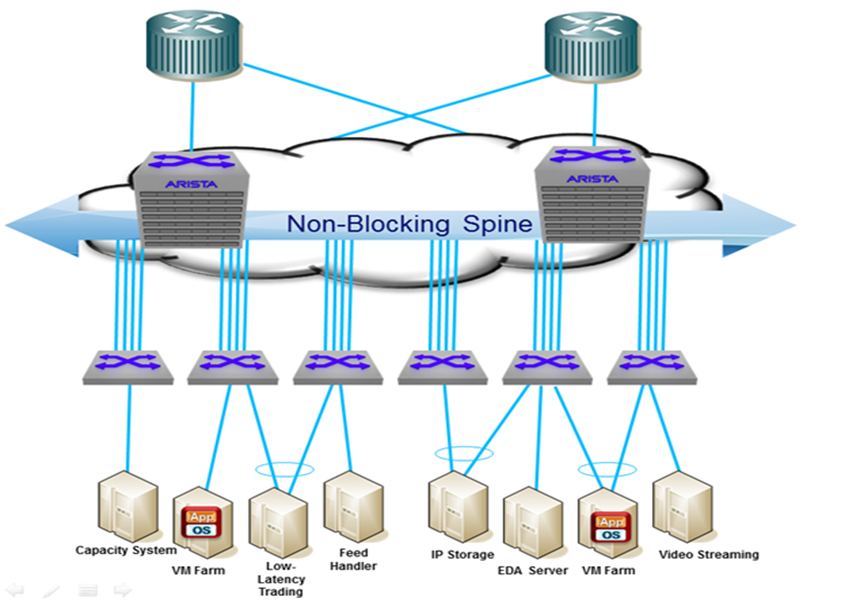 ARISTA
ARISTA
Non-Blocking Spine
App
OS
App
OS
Capacity System
VM Farm
Low-
Latency
Trading
Feed
Handler
IP Storage
EDA Server
VM Farm
Video Streaming